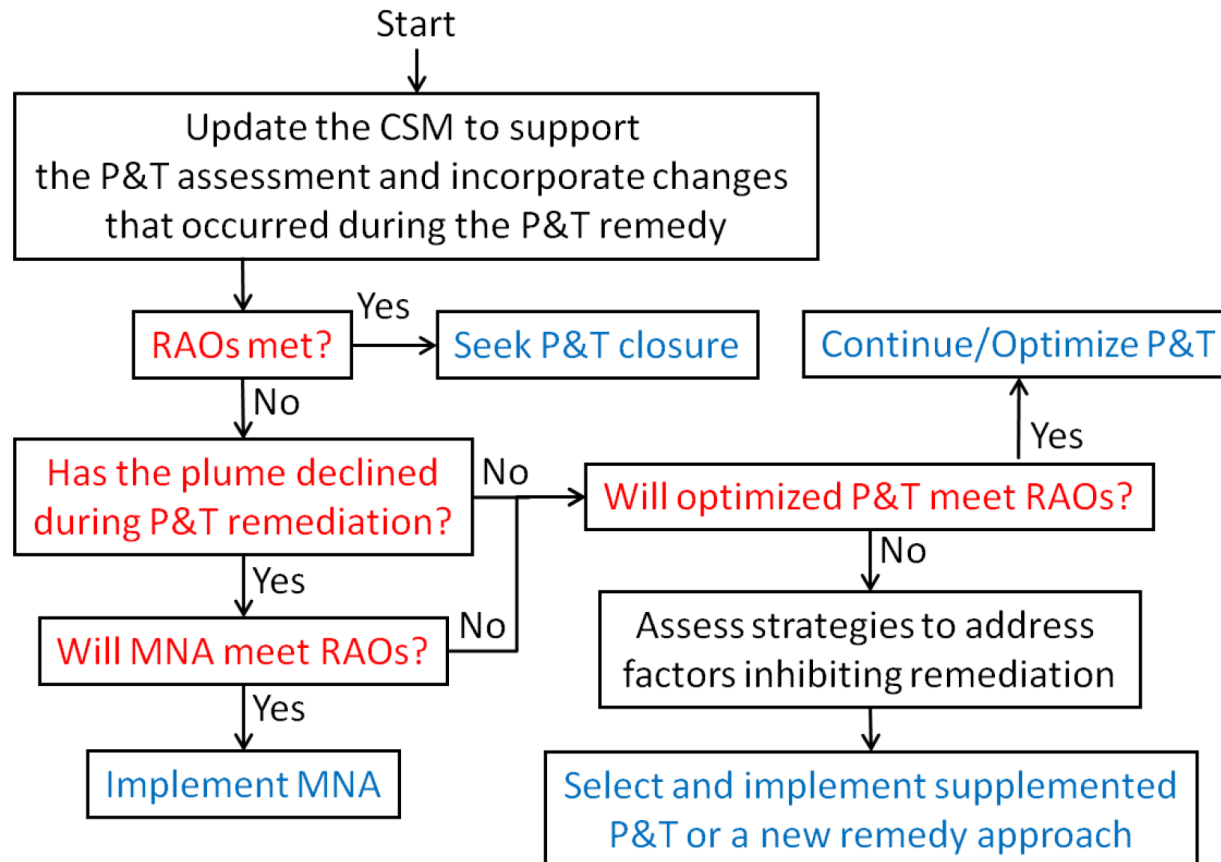 Start
Update the CSM to support
the P&T assessment and incorporate changes
that occurred during the P&T remedy
RAOs met?
Yes
Seek P&T closure
No
Has the plume declined
during P&T remediation?
No
Yes
Will MNA meet RAOs?
No
Yes
Implement MNA
Continue/Optimize P&T
Yes
Will optimized P&T meet RAOs?
No
Assess strategies to address
factors inhibiting remediation
Select and implement supplemented
P&T or a new remedy approach